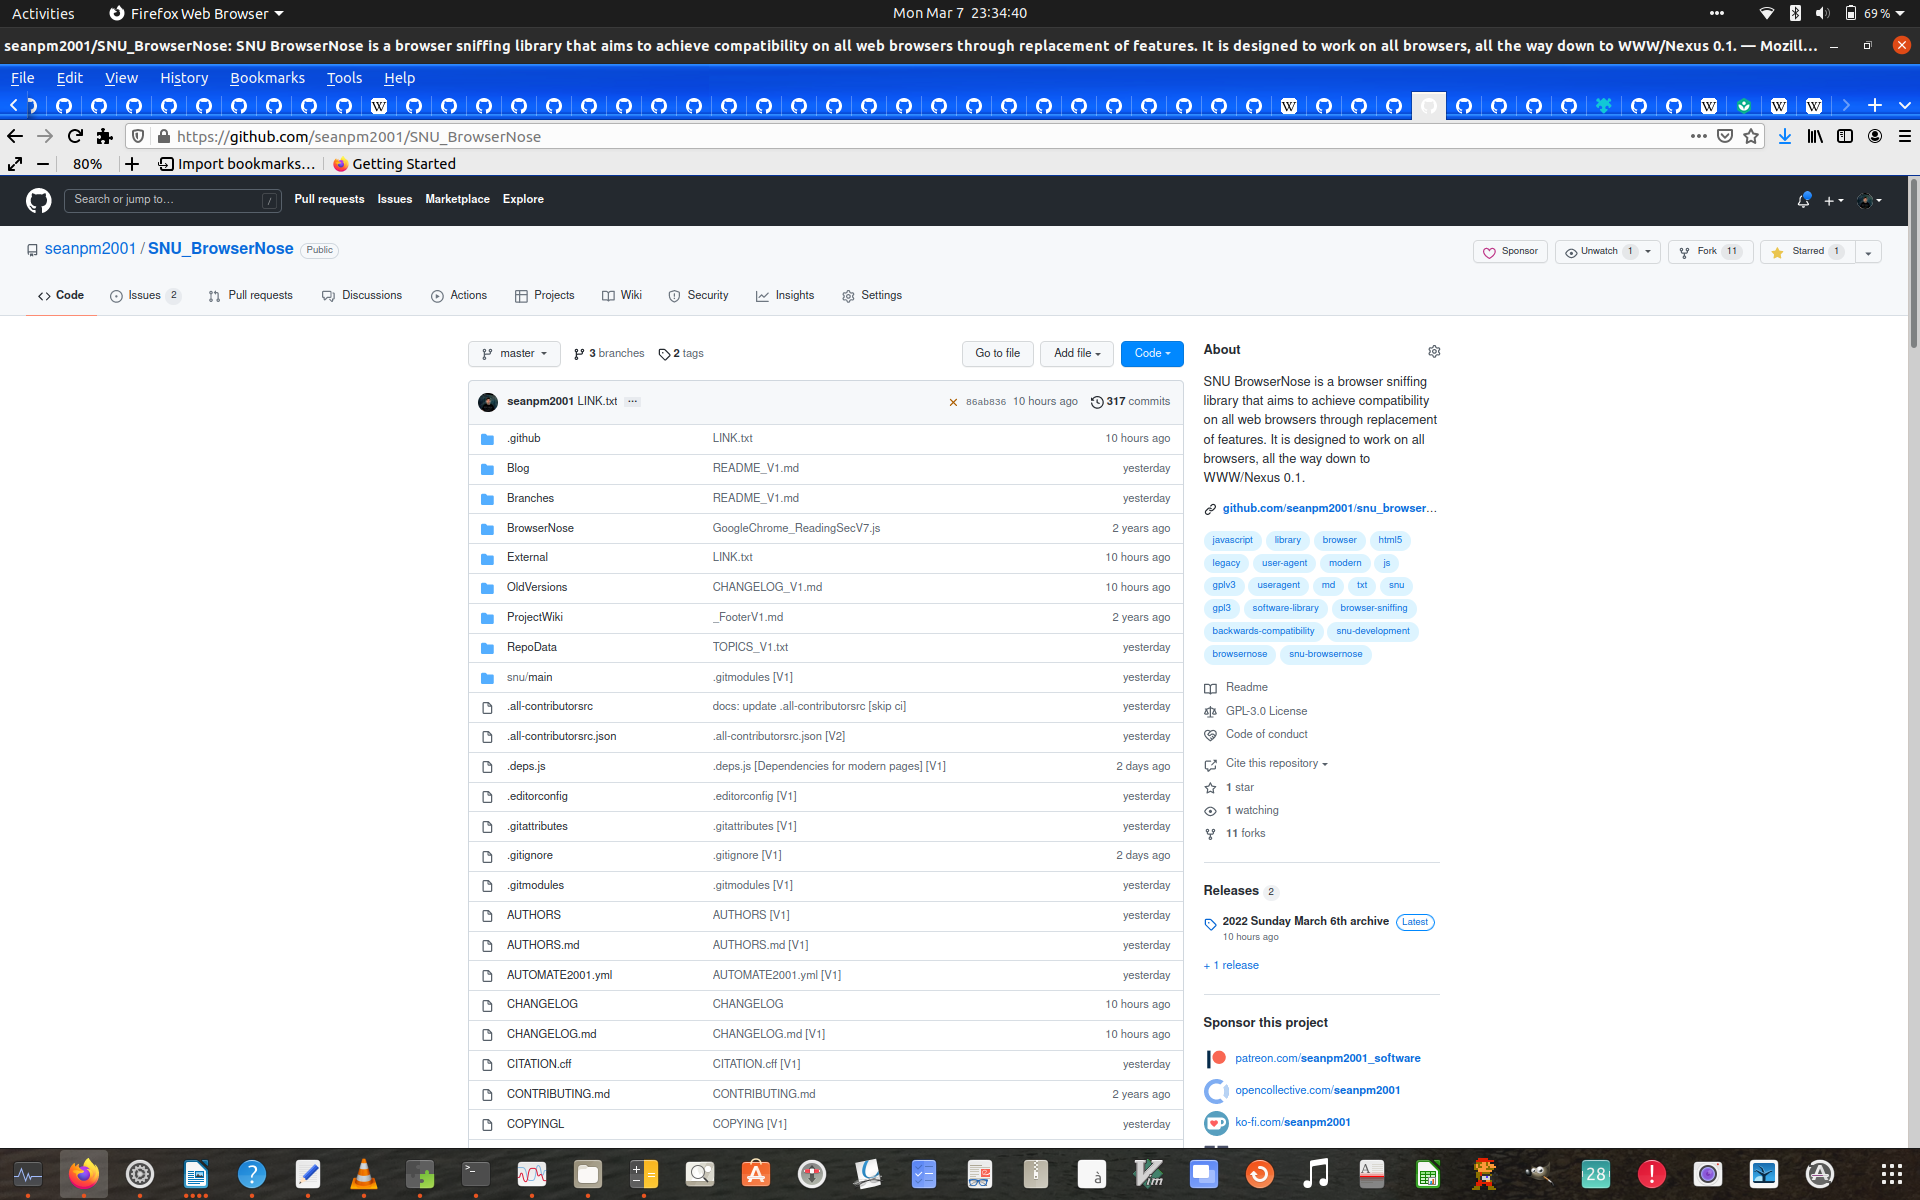 Activities Firefox Web Browser Mon Mar 7 23:34:40 69 %
seanpm2001/SNU_BrowserNose: SNU BrowserNose is a browser sniffing library that aims to achieve compatibility on all web browsers through replacement of features. It is designed to work on all browsers, all the way down to WWW/Nexus 0.1. — Mozill…
File Edit View History Bookmarks Tools Help
https://github.com/seanpm2001/SNU_BrowserNose
80% Import bookmarks… Getting Started
Search or jump to… / Pull requests Issues Marketplace Explore
seanpm2001 / SNU_BrowserNose Public Sponsor Unwatch 1 Fork 11 Starred 1
Code Issues 2 Pull requests Discussions Actions Projects Wiki Security Insights Settings
master 3 branches 2 tags Go to file Add file Code
seanpm2001 LINK.txt ... 86ab836 10 hours ago 317 commits
.github LINK.txt 10 hours ago
Blog README_V1.md yesterday
Branches README_V1.md yesterday
BrowserNose GoogleChrome_ReadingSecV7.js 2 years ago
External LINK.txt 10 hours ago
OldVersions CHANGELOG_V1.md 10 hours ago
ProjectWiki _FooterV1.md 2 years ago
RepoData TOPICS_V1.txt yesterday
snu/main .gitmodules [V1] yesterday
.all-contributorsrc docs: update .all-contributorsrc [skip ci] yesterday
.all-contributorsrc.json .all-contributorsrc.json [V2] yesterday
.deps.js .deps.js [Dependencies for modern pages] [V1] 2 days ago
.editorconfig .editorconfig [V1] yesterday
.gitattributes .gitattributes [V1] yesterday
.gitignore .gitignore [V1] 2 days ago
.gitmodules .gitmodules [V1] yesterday
AUTHORS AUTHORS [V1] yesterday
AUTHORS.md AUTHORS.md [V1] yesterday
AUTOMATE2001.yml AUTOMATE2001.yml [V1] yesterday
CHANGELOG CHANGELOG 10 hours ago
CHANGELOG.md CHANGELOG.md [V1] 10 hours ago
CITATION.cff CITATION.cff [V1] yesterday
CONTRIBUTING.md CONTRIBUTING.md 2 years ago
COPYINGL COPYING [V1] yesterday
About
SNU BrowserNose is a browser sniffing
library that aims to achieve compatibility
on all web browsers through replacement
of features. It is designed to work on all
browsers, all the way down to
WWW/Nexus 0.1.
github.com/seanpm2001/snu_browser…
javascript library browser html5
legacy user-agent modern js
gplv3 useragent md txt snu
gpl3 software-library browser-sniffing
backwards-compatibility snu-development
browsernose snu-browsernose
Readme
GPL-3.0 License
Code of conduct
Cite this repository
1 star
1 watching
11 forks
Releases 2
2022 Sunday March 6th archive Latest
10 hours ago
+ 1 release
Sponsor this project
patreon.com/seanpm2001_software
opencollective.com/seanpm2001
ko-fi.com/seanpm2001
28